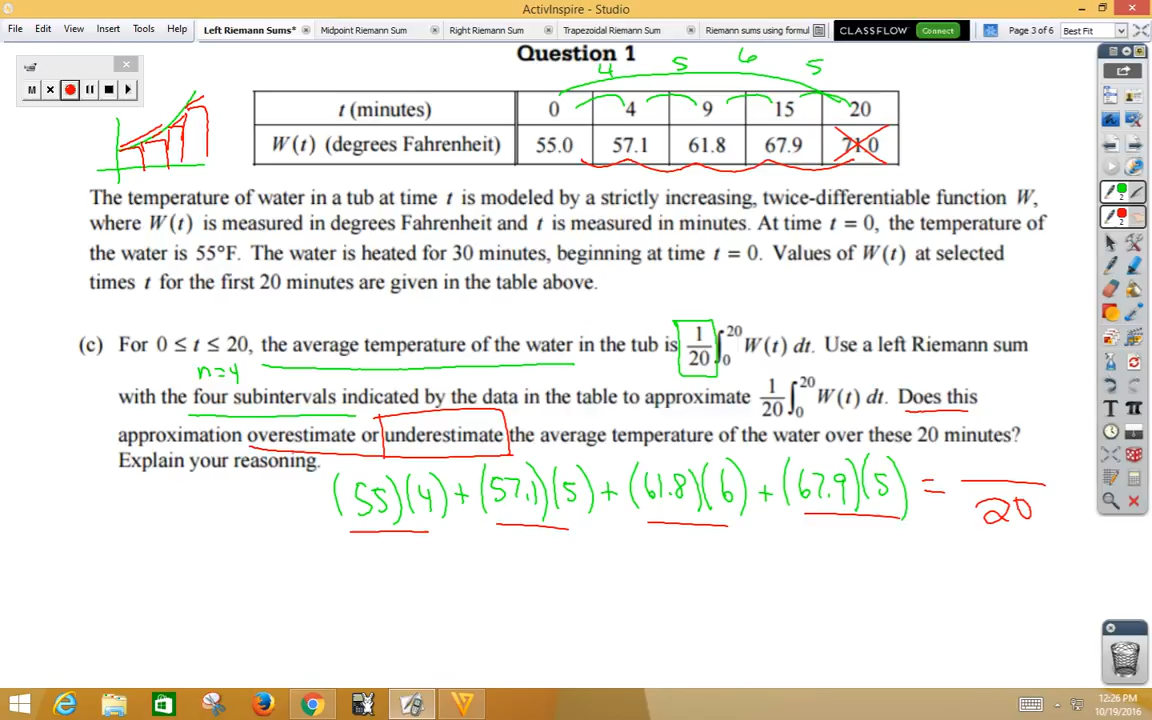 ActivInspire - Studio
File Edit View Insert Tools Help
Left Riemann Sums* Midpoint Riemann Sum Right Riemann Sum Trapezoidal Riemann Sum Riemann sums using formul
CLASSFLOW Connect Page 3 of 6 Best Fit
Question 1
4 5 6 5
t (minutes) 0 4 9 15 20
W(t) (degrees Fahrenheit) 55.0 57.1 61.8 67.9 71.0
The temperature of water in a tub at time t is modeled by a strictly increasing, twice-differentiable function W,
where W(t) is measured in degrees Fahrenheit and t is measured in minutes. At time t = 0, the temperature of
the water is 55°F. The water is heated for 30 minutes, beginning at time t = 0. Values of W(t) at selected
times t for the first 20 minutes are given in the table above.
(c) For 0 ≤ t ≤ 20, the average temperature of the water in the tub is 1/20 ∫₀²⁰ W(t) dt. Use a left Riemann sum
n=4
with the four subintervals indicated by the data in the table to approximate 1/20 ∫₀²⁰ W(t) dt. Does this
approximation overestimate or underestimate the average temperature of the water over these 20 minutes?
Explain your reasoning.
(55)(4) + (57.1)(5) + (61.8)(6) + (67.9)(5) = 
20
12:26 PM
10/19/2016